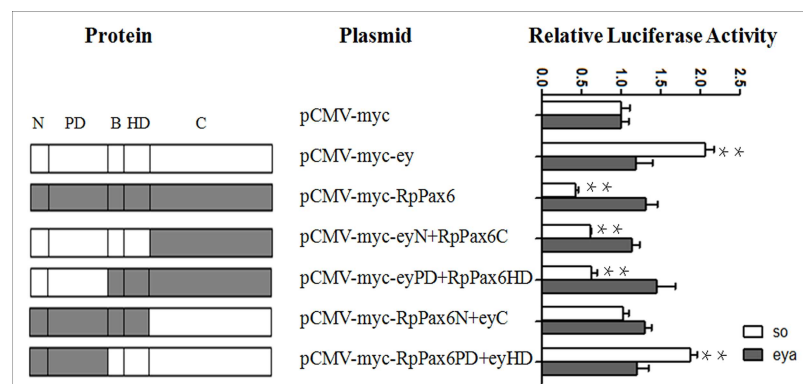 Protein Plasmid Relative Luciferase Activity
0.0 0.5 1.0 1.5 2.0 2.5
N PD B HD C
pCMV-myc
pCMV-myc-ey
* *
pCMV-myc-RpPax6
* *
pCMV-myc-eyN+RpPax6C
* *
pCMV-myc-eyPD+RpPax6HD
* *
pCMV-myc-RpPax6N+eyC
so
pCMV-myc-RpPax6PD+eyHD
* *
eya